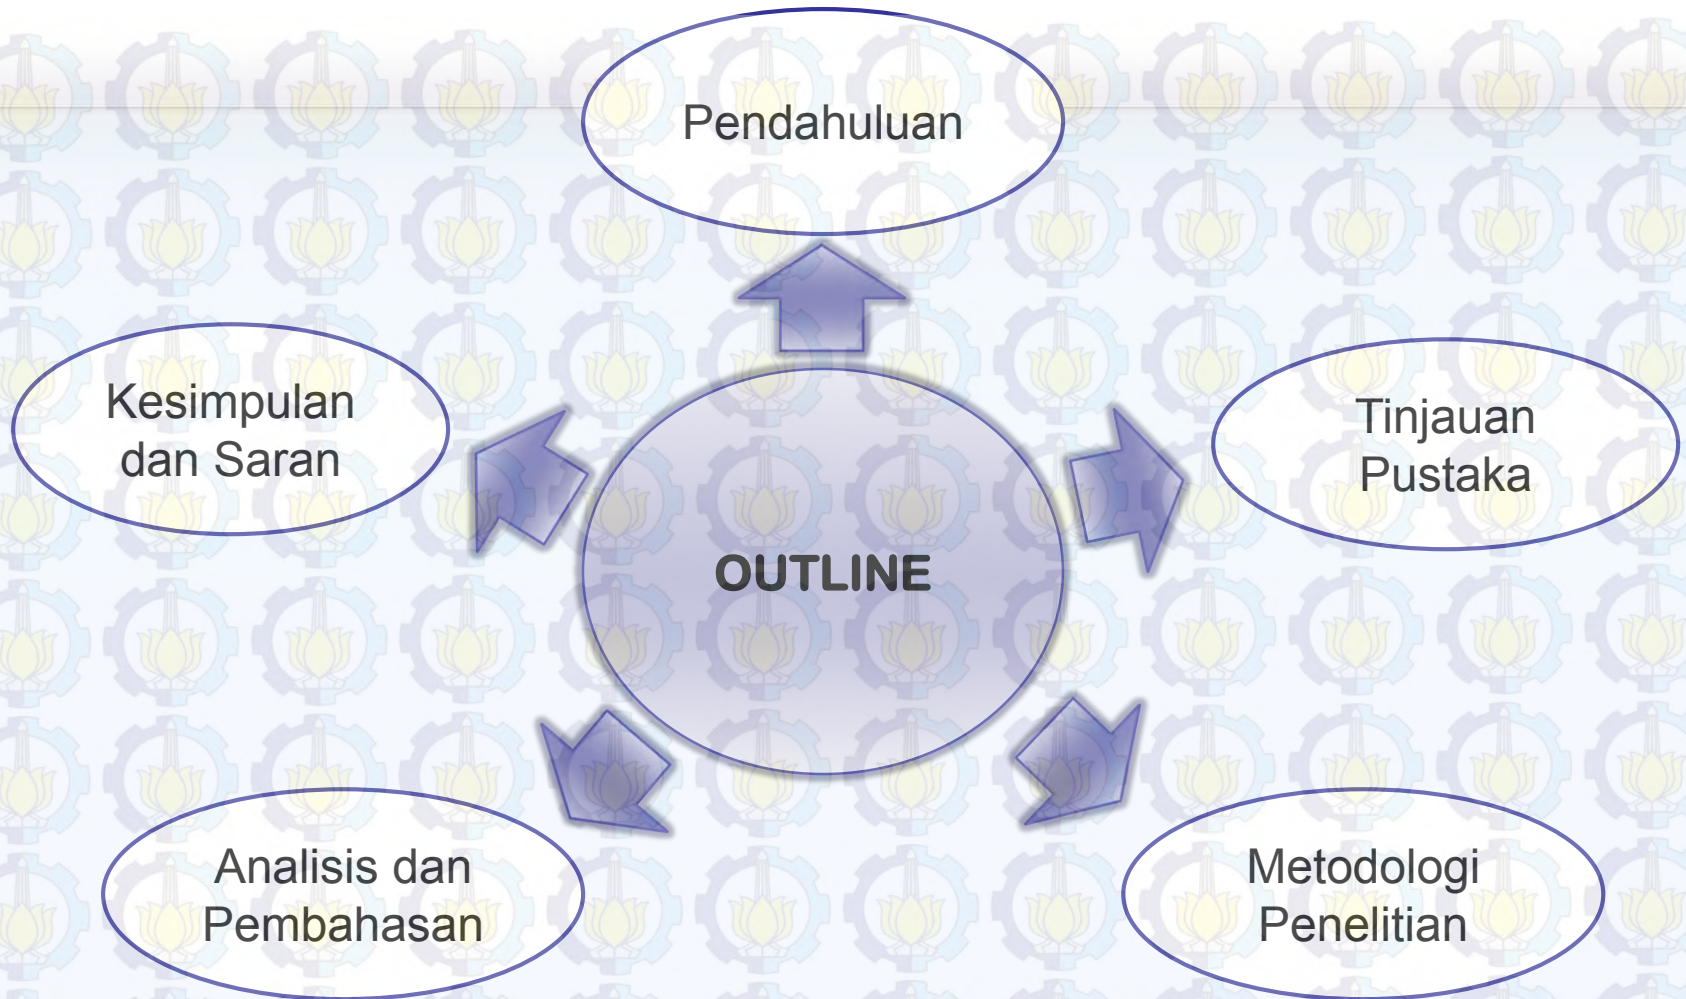 Pendahuluan
Kesimpulan
dan Saran
Tinjauan
Pustaka
OUTLINE
Analisis dan
Pembahasan
Metodologi
Penelitian